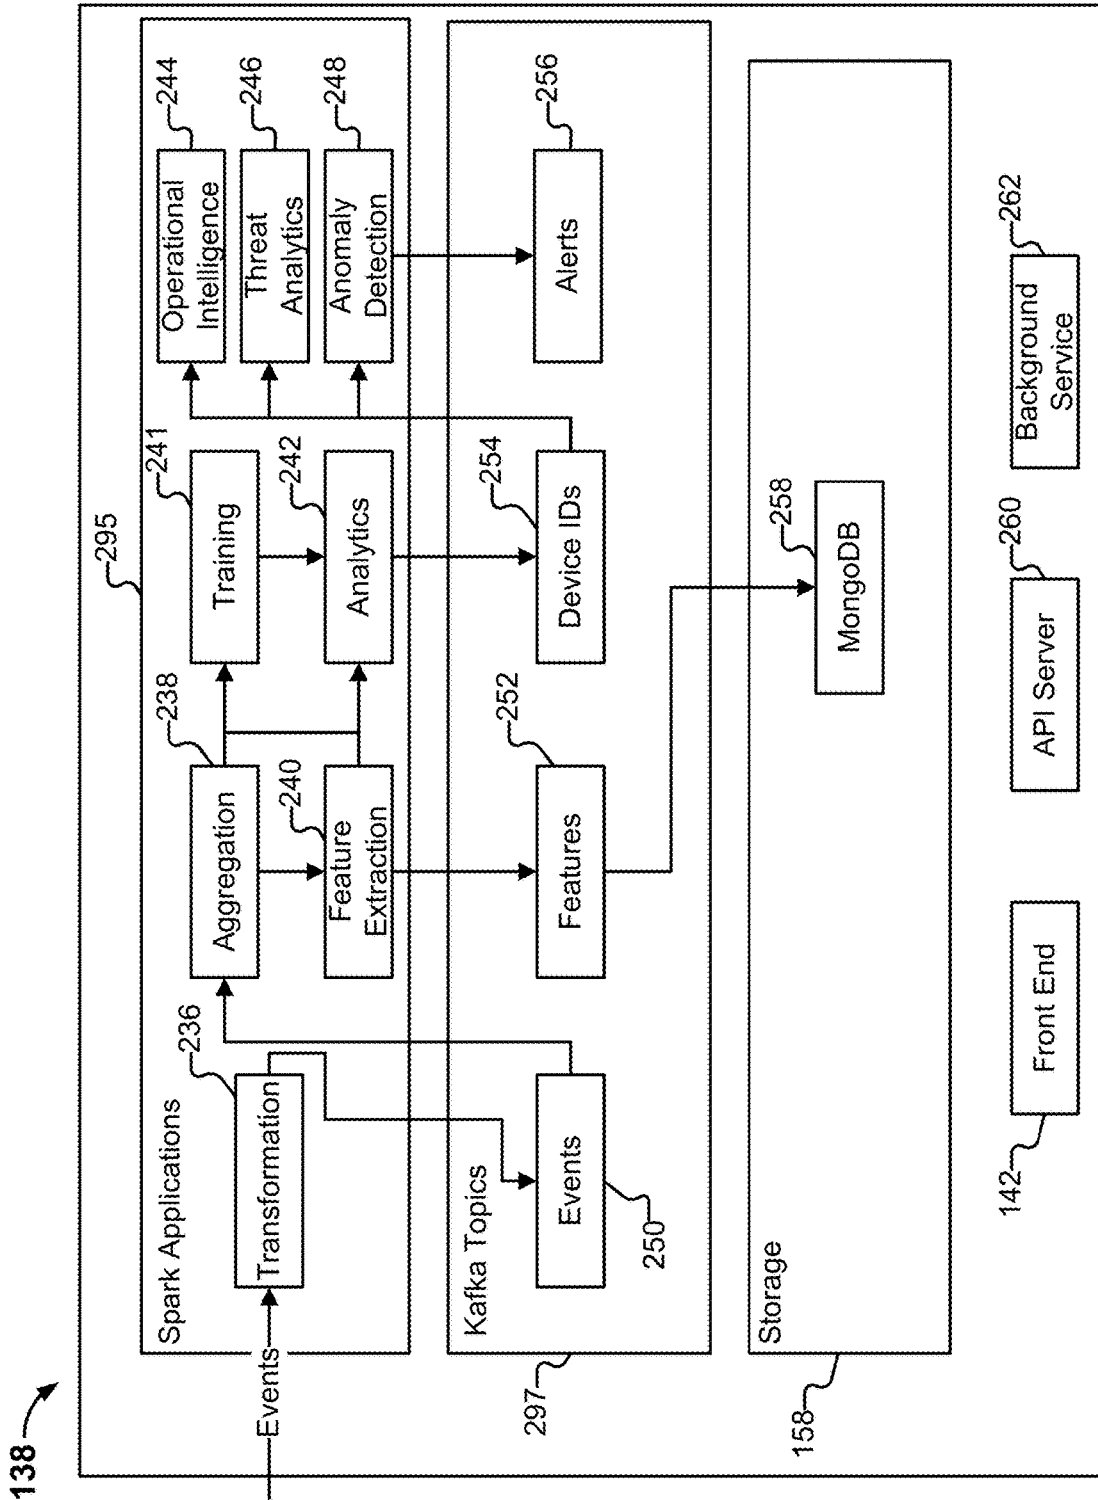 138
295
Events
Spark Applications
Transformation
236
Aggregation
238
Feature
Extraction
240
Training
241
Analytics
242
Operational
Intelligence
244
Threat
Analytics
246
Anomaly
Detection
248
Kafka Topics
297
Events
250
Features
252
Device IDs
254
Alerts
256
Storage
158
MongoDB
258
Front End
142
API Server
260
Background
Service
262